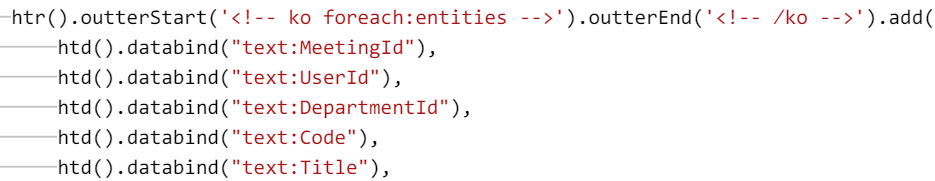 htr().outterStart('<!-- ko foreach:entities -->').outterEnd('<!-- /ko -->').add(
htd().databind("text:MeetingId"),
htd().databind("text:UserId"),
htd().databind("text:DepartmentId"),
htd().databind("text:Code"),
htd().databind("text:Title"),